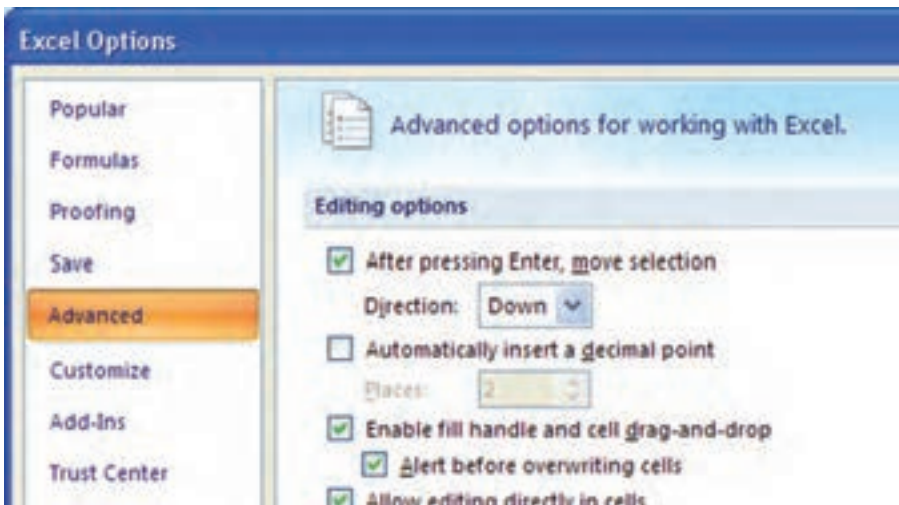 Excel Options
Popular
Formulas
Proofing
Save
Advanced
Customize
Add-Ins
Trust Center
Advanced options for working with Excel.
Editing options
After pressing Enter, move selection
Direction: Down
Automatically insert a decimal point
Places: 2
Enable fill handle and cell drag-and-drop
Alert before overwriting cells
Allow editing directly in cells